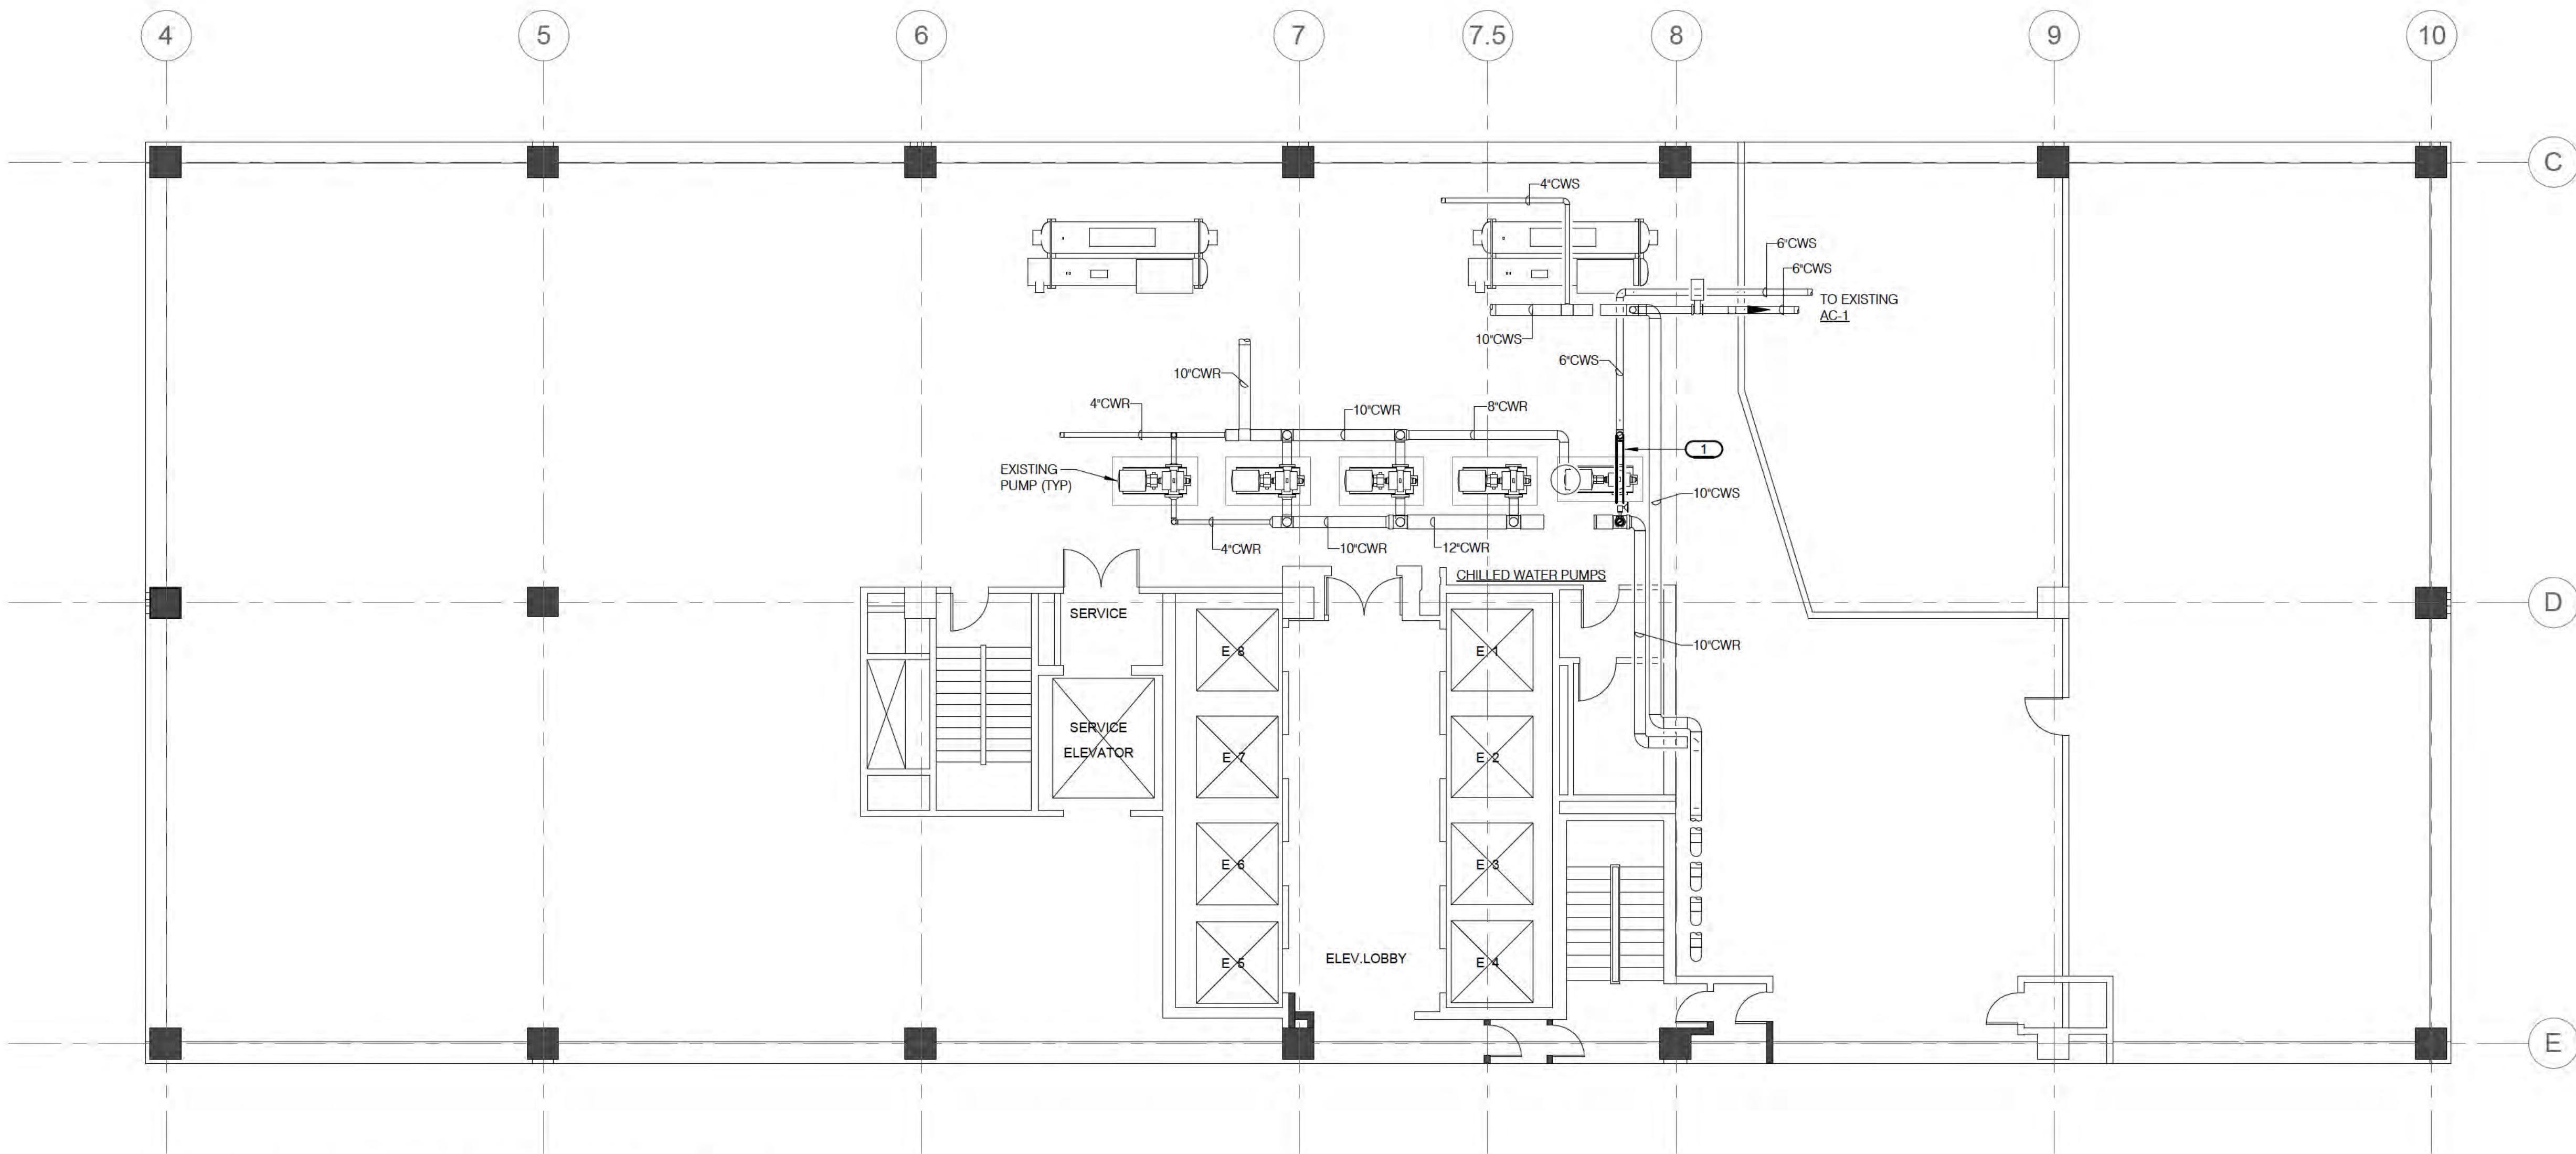 4
5
6
7
7.5
8
9
10
C
4"CWS
6"CWS
6"CWS
TO EXISTING
AC-1
10"CWS
6"CWS
10"CWR
4"CWR
10"CWR
8"CWR
1
EXISTING
PUMP (TYP)
10"CWS
4"CWR
10"CWR
12"CWR
CHILLED WATER PUMPS
D
SERVICE
10"CWR
E 8
E 1
SERVICE
ELEVATOR
E 7
E 2
E 6
E 3
ELEV.LOBBY
E 5
E 4
E